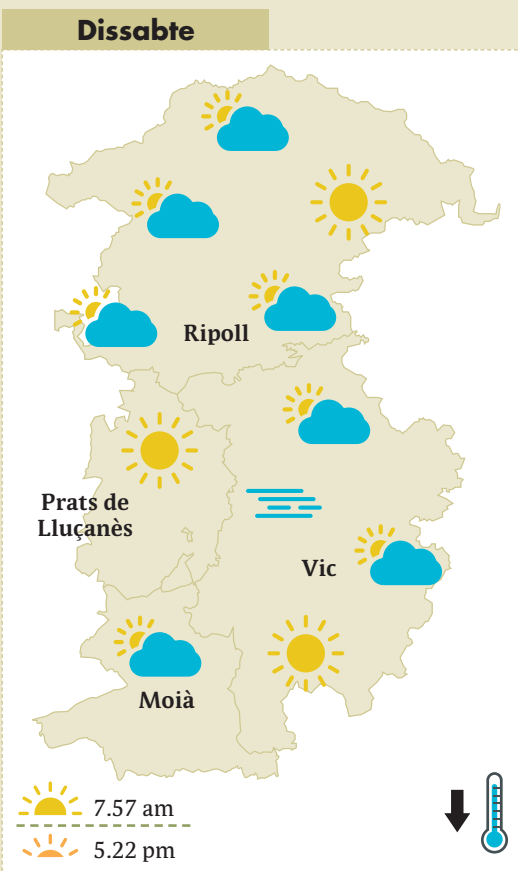 Dissabte
Ripoll
Prats de
Lluçanès
Vic
Moià
7.57 am
5.22 pm